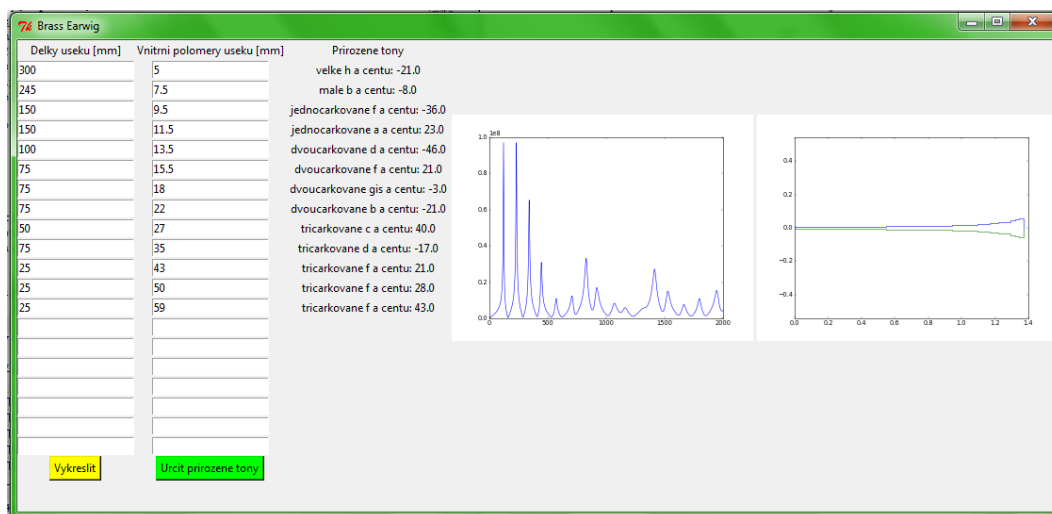 Brass Earwig
Delky useku [mm] Vnitrni polomery useku [mm] Prirozene tony
300 5 velke h a centu: -21.0
245 7.5 male b a centu: -8.0
150 9.5 jednocarkovane f a centu: -36.0
150 11.5 jednocarkovane a a centu: 23.0
100 13.5 dvoucarkovane d a centu: -46.0
75 15.5 dvoucarkovane f a centu: 21.0
75 18 dvoucarkovane gis a centu: -3.0
75 22 dvoucarkovane b a centu: -21.0
50 27 tricarkovane c a centu: 40.0
75 35 tricarkovane d a centu: -17.0
25 43 tricarkovane f a centu: 21.0
25 50 tricarkovane f a centu: 28.0
25 59 tricarkovane f a centu: 43.0
Vykreslit Urcit prirozene tony
1e8
1.0
0.8
0.6
0.4
0.2
0.0
0 500 1000 1500 2000
0.4
0.2
0.0
−0.2
−0.4
0.0 0.2 0.4 0.6 0.8 1.0 1.2 1.4